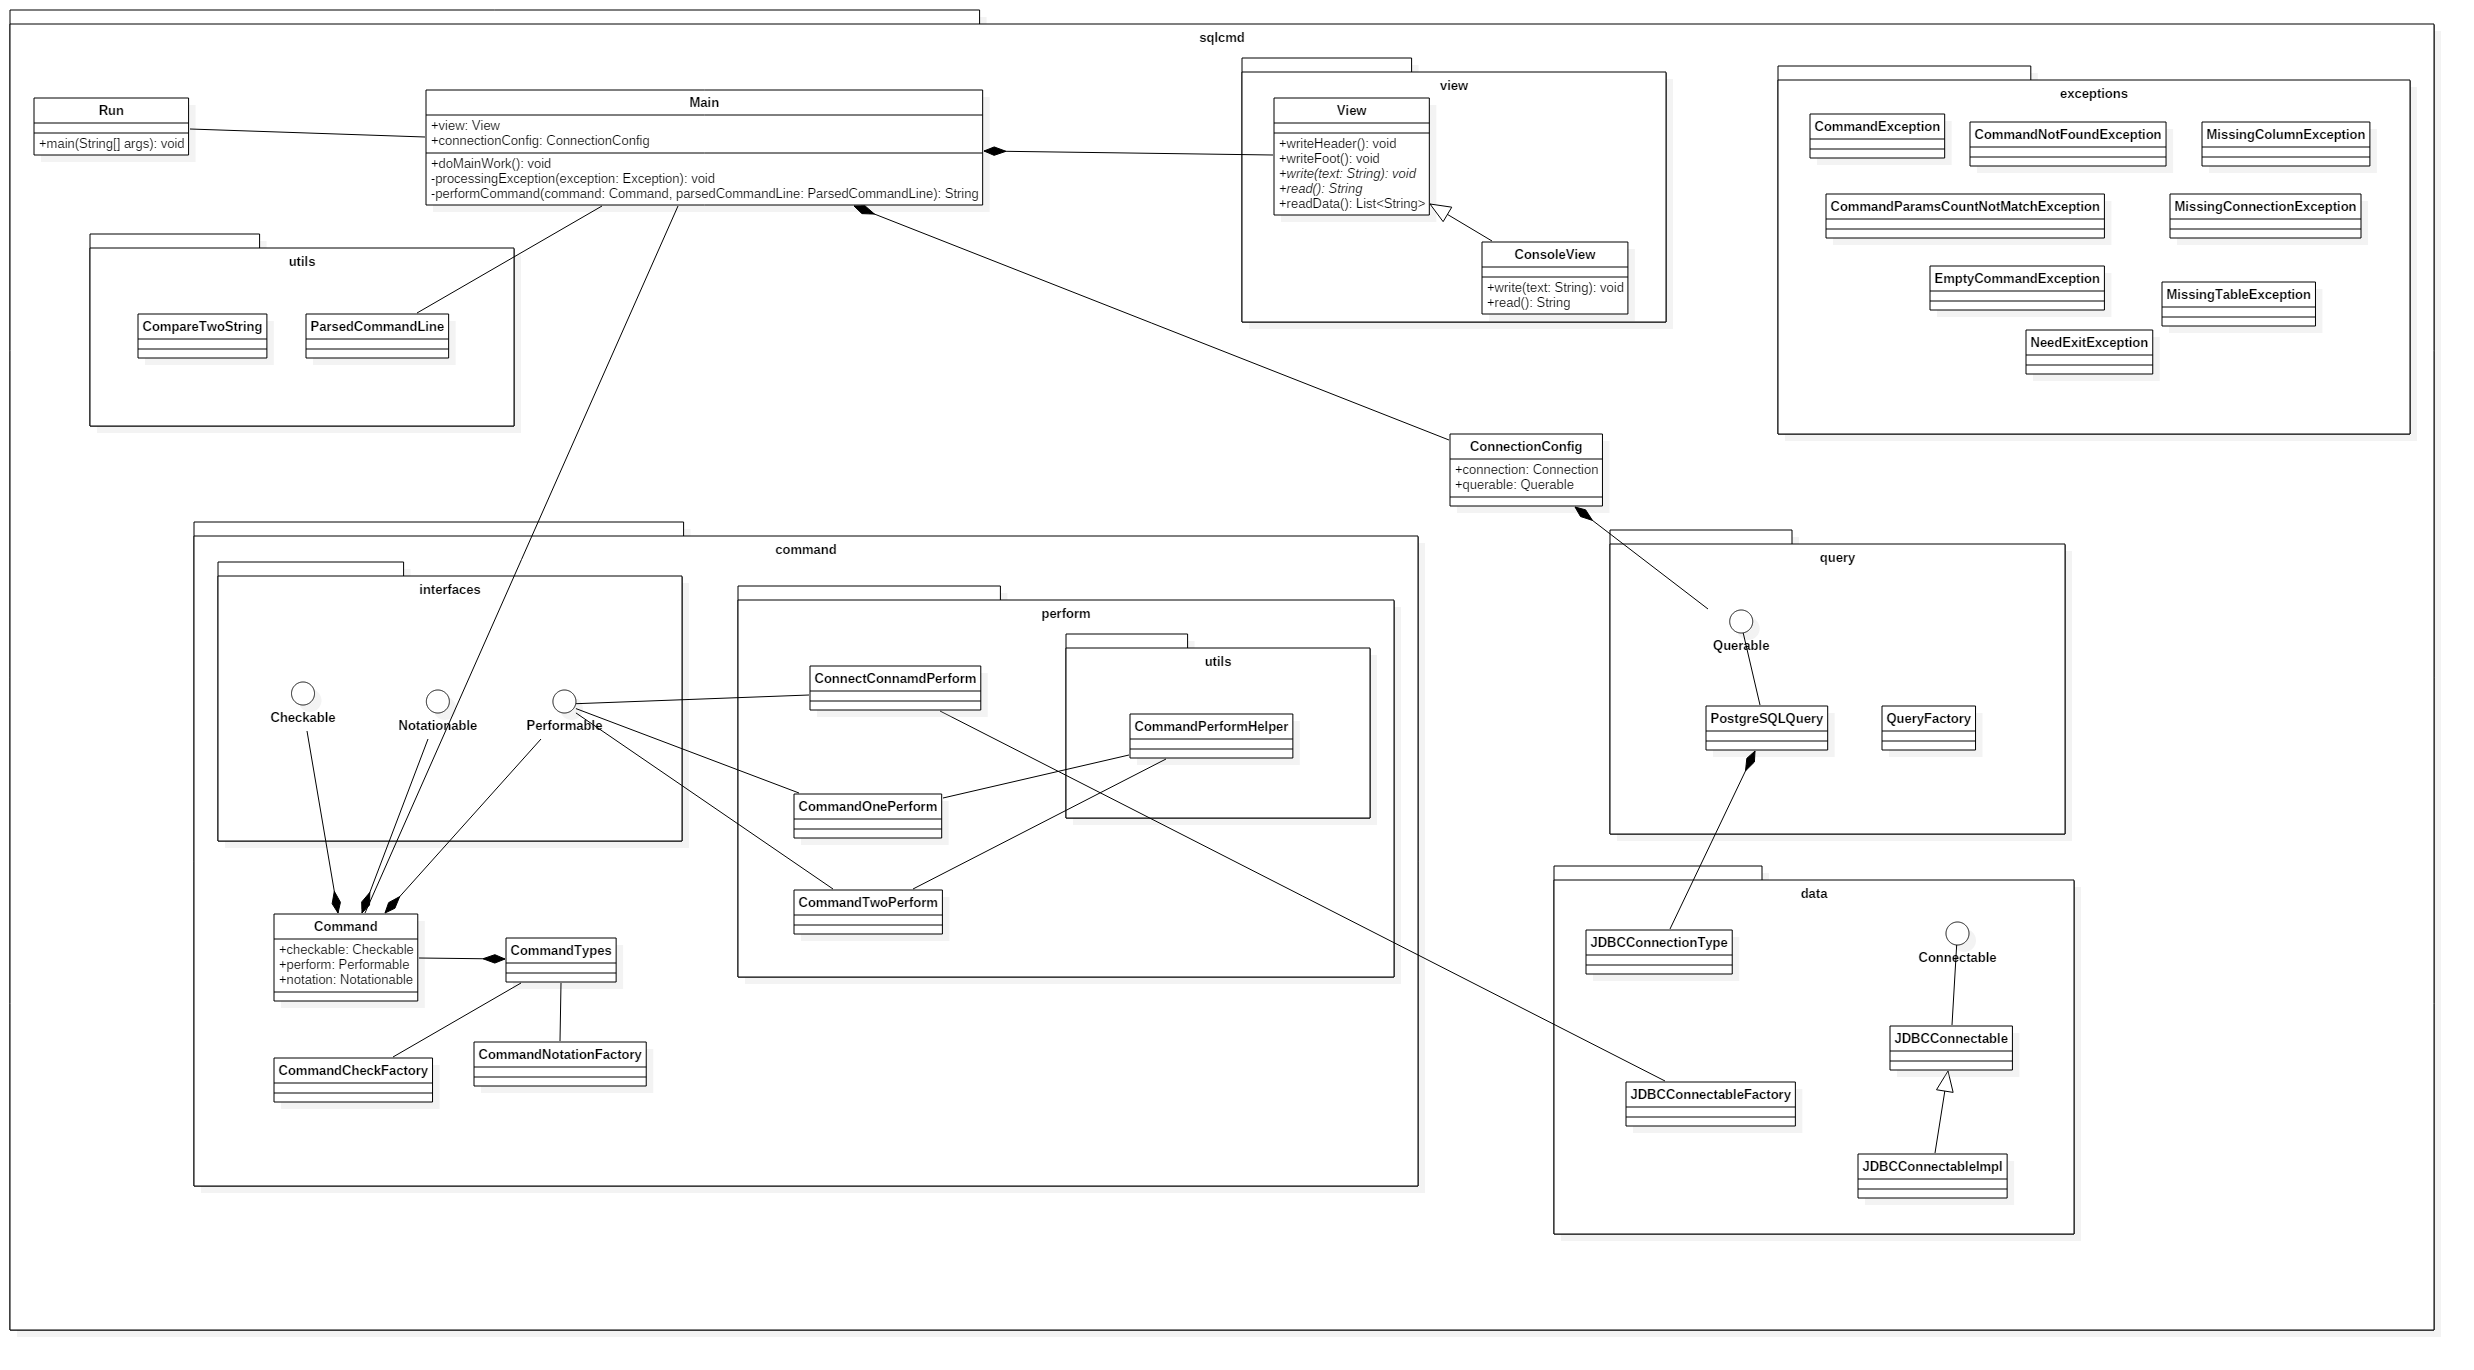 sqlcmd
Run
+main(String[] args): void
Main
+view: View
+connectionConfig: ConnectionConfig
+doMainWork(): void
-processingException(exception: Exception): void
-performCommand(command: Command, parsedCommandLine: ParsedCommandLine): String
view
View
+writeHeader(): void
+writeFoot(): void
+write(text: String): void
+read(): String
+readData(): List<String>
ConsoleView
+write(text: String): void
+read(): String
exceptions
CommandException
CommandNotFoundException
MissingColumnException
CommandParamsCountNotMatchException
MissingConnectionException
EmptyCommandException
MissingTableException
NeedExitException
utils
CompareTwoString
ParsedCommandLine
ConnectionConfig
+connection: Connection
+querable: Querable
command
interfaces
Checkable
Notationable
Performable
perform
ConnectConnamdPerform
utils
CommandPerformHelper
CommandOnePerform
CommandTwoPerform
Command
+checkable: Checkable
+perform: Performable
+notation: Notationable
CommandTypes
CommandCheckFactory
CommandNotationFactory
query
Querable
PostgreSQLQuery
QueryFactory
data
JDBCConnectionType
Connectable
JDBCConnectable
JDBCConnectableFactory
JDBCConnectableImpl